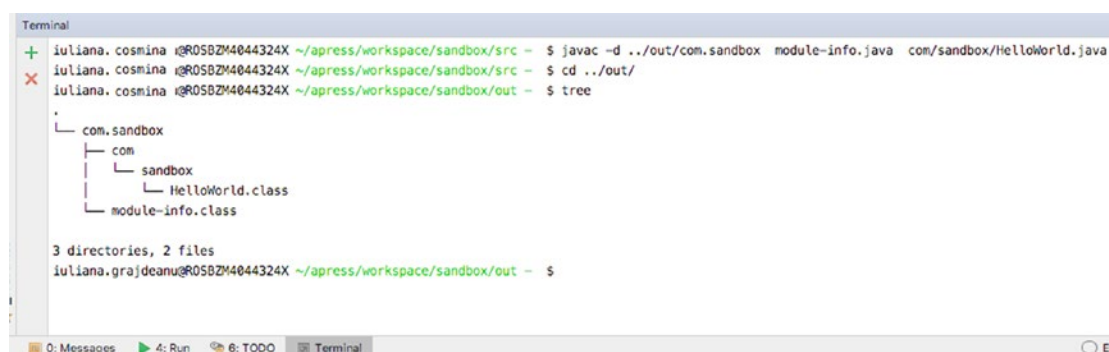 Terminal
iuliana. cosmina @ROSBZM4044324X ~/apress/workspace/sandbox/src – $ javac -d ../out/com.sandbox module-info.java com/sandbox/HelloWorld.java
iuliana. cosmina @ROSBZM4044324X ~/apress/workspace/sandbox/src – $ cd ../out/
iuliana. cosmina @ROSBZM4044324X ~/apress/workspace/sandbox/out – $ tree
.
└── com.sandbox
    ├── com
    │   └── sandbox
    │       └── HelloWorld.class
    └── module-info.class
3 directories, 2 files
iuliana.grajdeanu@ROSBZM4044324X ~/apress/workspace/sandbox/out – $
0: Messages 4: Run 6: TODO Terminal